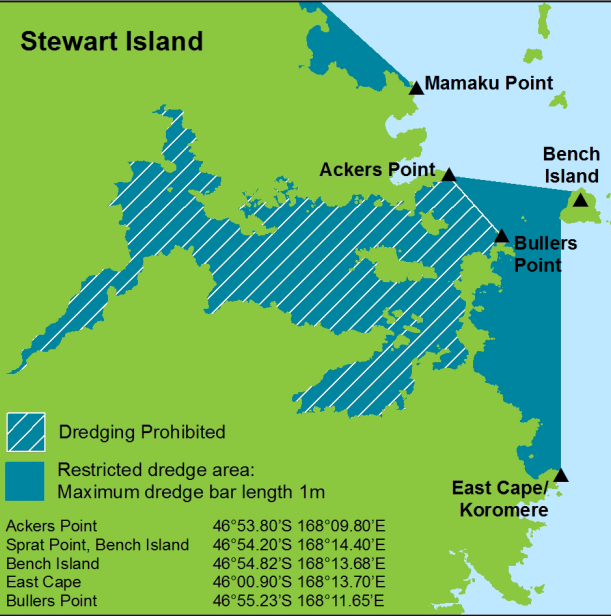 Stewart Island
Mamaku Point
Ackers Point
Bench
Island
Bullers
Point
Dredging Prohibited
Restricted dredge area:
Maximum dredge bar length 1m
East Cape/
Koromere
Ackers Point 46°53.80'S 168°09.80'E
Sprat Point, Bench Island 46°54.20'S 168°14.40'E
Bench Island 46°54.82'S 168°13.68'E
East Cape 46°00.90'S 168°13.70'E
Bullers Point 46°55.23'S 168°11.65'E